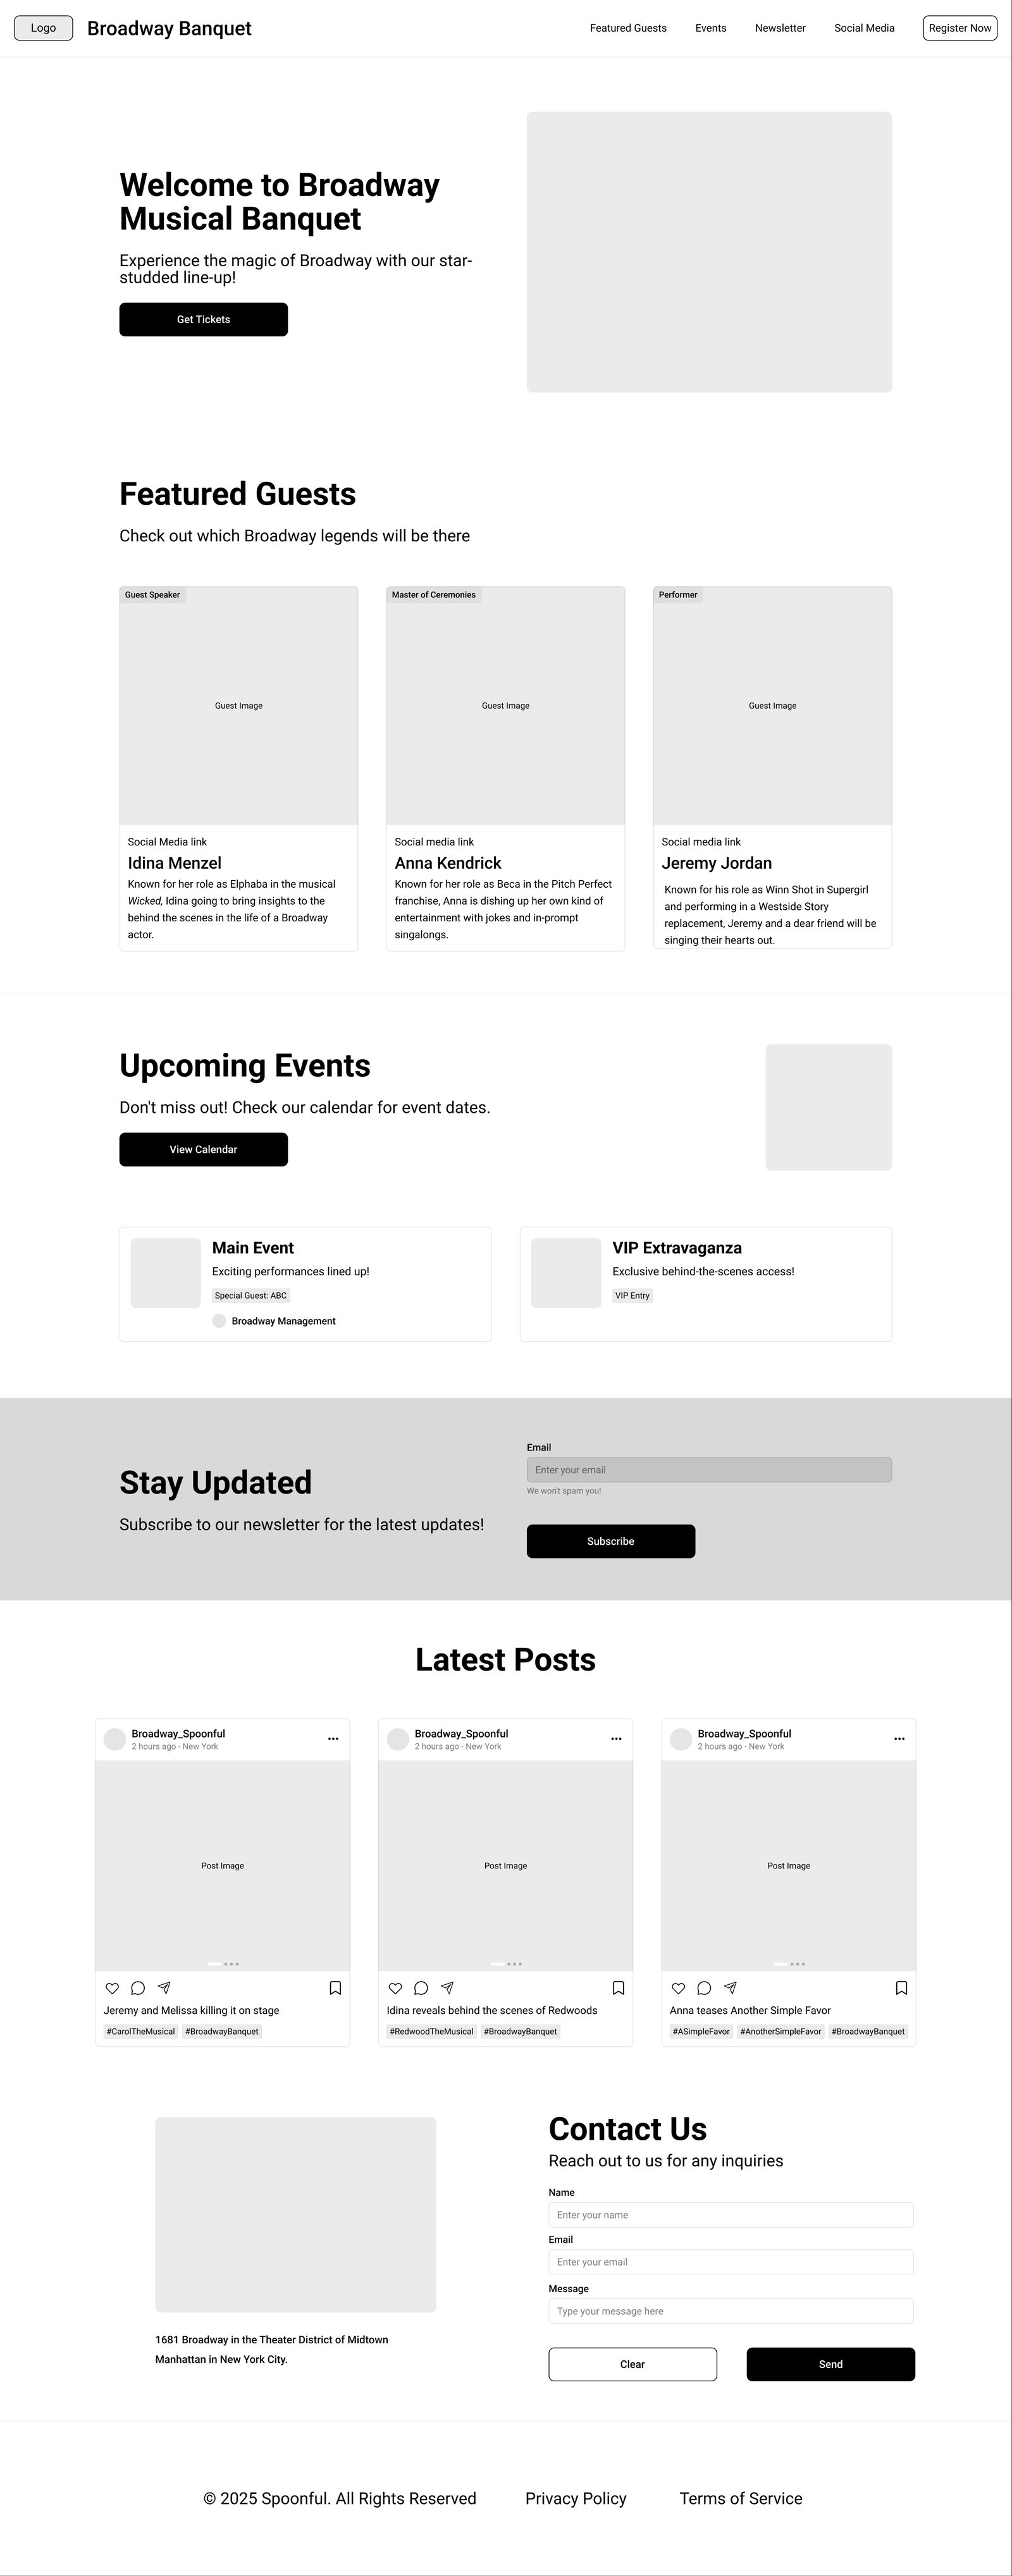 Logo
Broadway Banquet
Featured Guests
Events
Newsletter
Social Media
Register Now
Welcome to Broadway
Musical Banquet
Experience the magic of Broadway with our star-
studded line-up!
Get Tickets
Featured Guests
Check out which Broadway legends will be there
Guest Speaker
Guest Image
Social Media link
Idina Menzel
Known for her role as Elphaba in the musical
Wicked, Idina going to bring insights to the
behind the scenes in the life of a Broadway
actor.
Master of Ceremonies
Guest Image
Social media link
Anna Kendrick
Known for her role as Beca in the Pitch Perfect
franchise, Anna is dishing up her own kind of
entertainment with jokes and in-prompt
singalongs.
Performer
Guest Image
Social media link
Jeremy Jordan
Known for his role as Winn Shot in Supergirl
and performing in a Westside Story
replacement, Jeremy and a dear friend will be
singing their hearts out.
Upcoming Events
Don't miss out! Check our calendar for event dates.
View Calendar
Main Event
Exciting performances lined up!
Special Guest: ABC
Broadway Management
VIP Extravaganza
Exclusive behind-the-scenes access!
VIP Entry
Stay Updated
Subscribe to our newsletter for the latest updates!
Email
Enter your email
We won't spam you!
Subscribe
Latest Posts
Broadway_Spoonful
2 hours ago - New York
Post Image
Jeremy and Melissa killing it on stage
#CarolTheMusical #BroadwayBanquet
Broadway_Spoonful
2 hours ago - New York
Post Image
Idina reveals behind the scenes of Redwoods
#RedwoodTheMusical #BroadwayBanquet
Broadway_Spoonful
2 hours ago - New York
Post Image
Anna teases Another Simple Favor
#ASimpleFavor #AnotherSimpleFavor #BroadwayBanquet
1681 Broadway in the Theater District of Midtown
Manhattan in New York City.
Contact Us
Reach out to us for any inquiries
Name
Enter your name
Email
Enter your email
Message
Type your message here
Clear
Send
© 2025 Spoonful. All Rights Reserved
Privacy Policy
Terms of Service